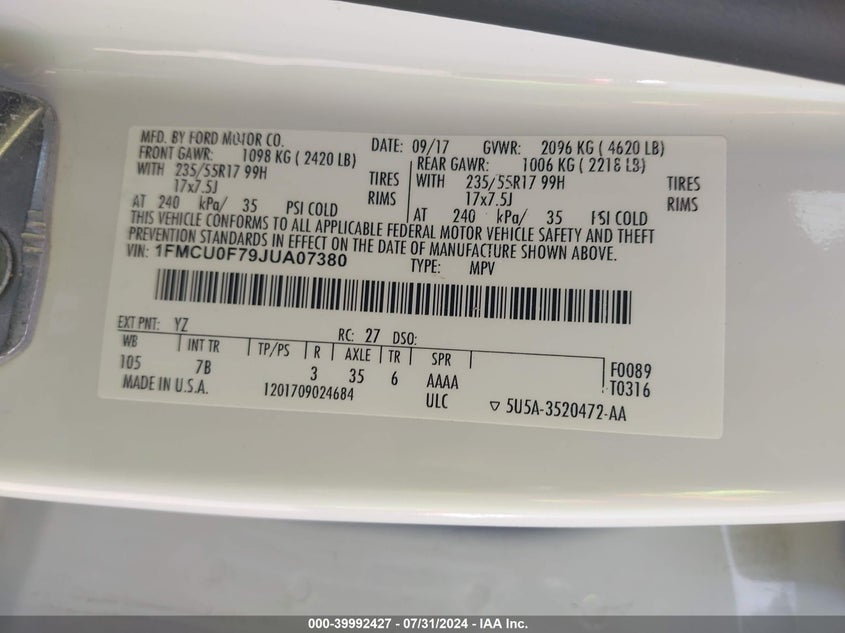 MFD. BY FORD MOTOR CO. DATE: 09/17 GVWR: 2096 KG ( 4620 LB)
FRONT GAWR: 1098 KG ( 2420 LB) REAR GAWR: 1006 KG ( 2218 LB)
WITH 235/55R17 99H TIRES WITH 235/55R17 99H TIRES
17x7.5J RIMS 17x7.5J RIMS
AT 240 kPa/ 35 PSI COLD AT 240 kPa/ 35 PSI COLD
THIS VEHICLE CONFORMS TO ALL APPLICABLE FEDERAL MOTOR VEHICLE SAFETY AND THEFT
PREVENTION STANDARDS IN EFFECT ON THE DATE OF MANUFACTURE SHOWN ABOVE.
VIN: 1FMCU0F79JUA07380 TYPE: MPV
EXT PNT: YZ RC: 27 DSO:
WB INT TR TP/PS R AXLE TR SPR F0089
105 7B 3 35 6 AAAA T0316
MADE IN U.S.A. 1201709024684 ULC ▽ 5U5A-3520472-AA
000-39992427 - 07/31/2024 - IAA Inc.